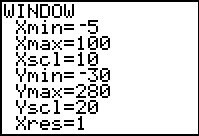 WINDOW
Xmin=-5
Xmax=100
Xscl=10
Ymin=-30
Ymax=280
Yscl=20
Xres=1